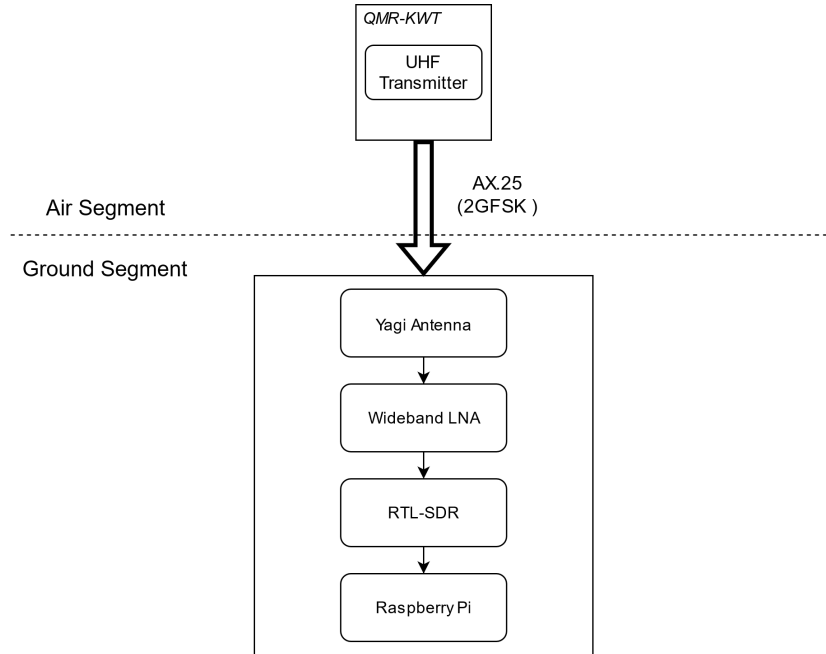 QMR-KWT
UHF
Transmitter
AX.25
(2GFSK )
Air Segment
Ground Segment
Yagi Antenna
Wideband LNA
RTL-SDR
Raspberry Pi